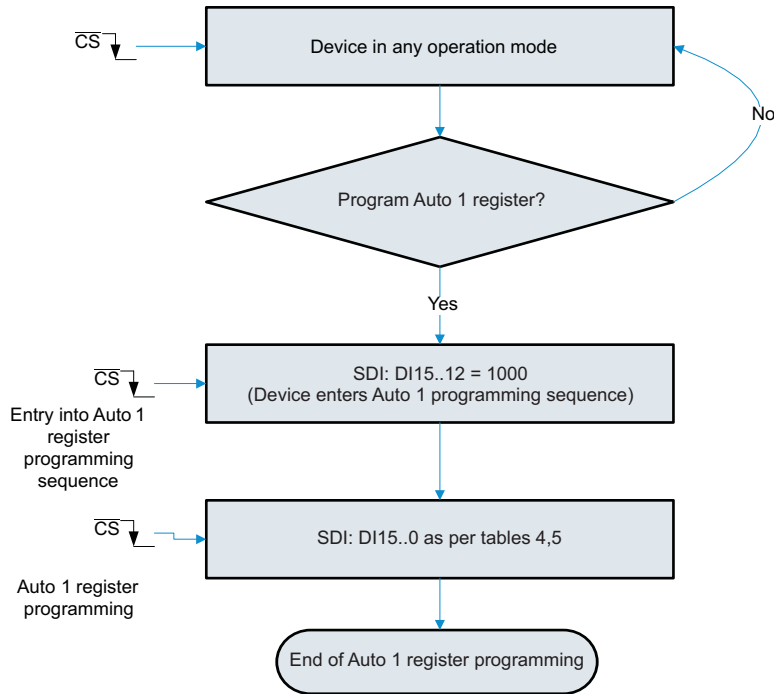 CS
Device in any operation mode
No
Program Auto 1 register?
Yes
CS
SDI: DI15..12 = 1000
(Device enters Auto 1 programming sequence)
Entry into Auto 1
register
programming
sequence
CS
SDI: DI15..0 as per tables 4,5
Auto 1 register
programming
End of Auto 1 register programming